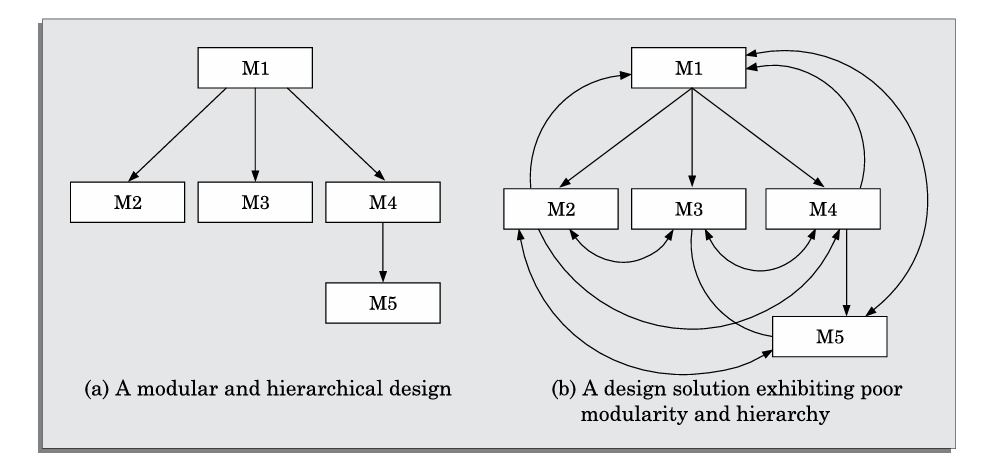 M1
M2
M3
M4
M5
(a) A modular and hierarchical design
M1
M2
M3
M4
M5
(b) A design solution exhibiting poor
modularity and hierarchy